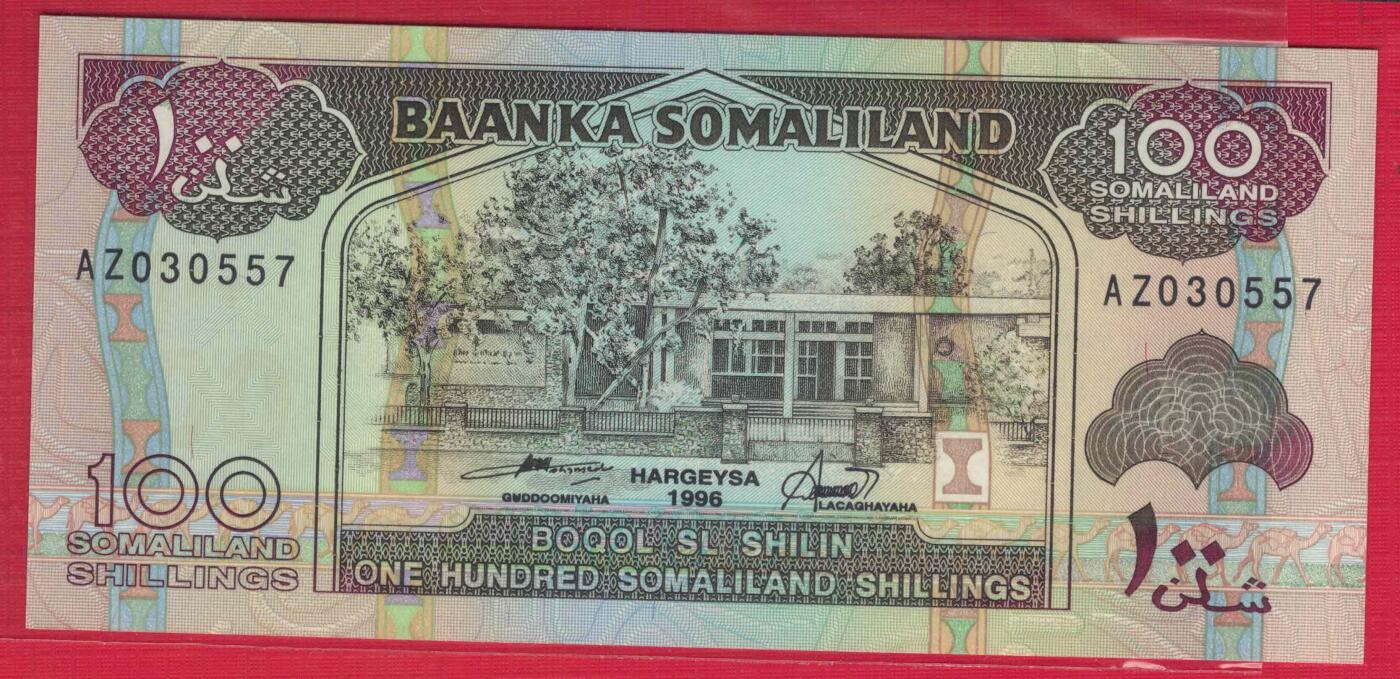 BAANKA SOMALILAND
١٠٠
شلن
100
SOMALILAND
SHILLINGS
AZ030557
AZ030557
HARGEYSA
1996
GUDDOOMIYAHA
LACAGHAYAHA
100
SOMALILAND
SHILLINGS
BOQOL SL SHILIN
ONE HUNDRED SOMALILAND SHILLINGS
١٠٠
شلن